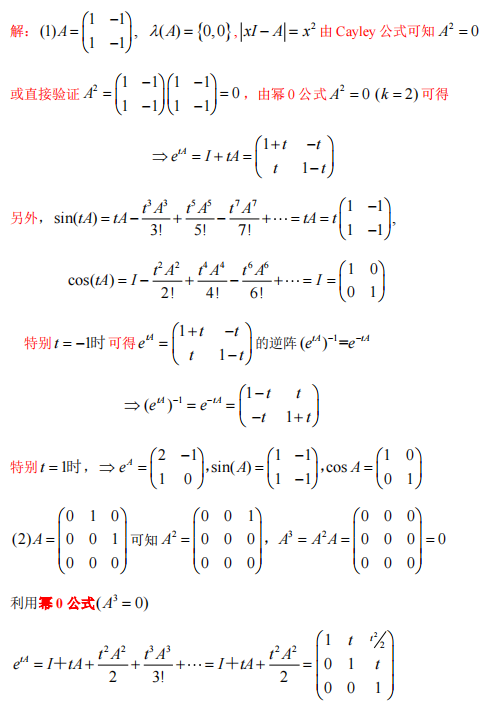 解：(1) $A=\begin{pmatrix}1 & -1\\ 1 & -1\end{pmatrix}$, $\lambda(A)=\{0,0\}$, $|xI-A|=x^2$ 由 Cayley 公式可知 $A^2=0$
或直接验证 $A^2=\begin{pmatrix}1 & -1\\ 1 & -1\end{pmatrix}\begin{pmatrix}1 & -1\\ 1 & -1\end{pmatrix}=0$，由幂 0 公式 $A^2=0\ (k=2)$ 可得
$\Rightarrow e^{tA}=I+tA=\begin{pmatrix}1+t & -t\\ t & 1-t\end{pmatrix}$
另外，$\sin(tA)=tA-\frac{t^3A^3}{3!}+\frac{t^5A^5}{5!}-\frac{t^7A^7}{7!}+\cdots=tA=t\begin{pmatrix}1 & -1\\ 1 & -1\end{pmatrix}$,
$\cos(tA)=I-\frac{t^2A^2}{2!}+\frac{t^4A^4}{4!}-\frac{t^6A^6}{6!}+\cdots=I=\begin{pmatrix}1 & 0\\ 0 & 1\end{pmatrix}$
特别 $t=-1$时 可得 $e^{tA}=\begin{pmatrix}1+t & -t\\ t & 1-t\end{pmatrix}$ 的逆阵 $(e^{tA})^{-1}=e^{-tA}$
$\Rightarrow (e^{tA})^{-1}=e^{-tA}=\begin{pmatrix}1-t & t\\ -t & 1+t\end{pmatrix}$
特别 $t=1$时，$\Rightarrow e^A=\begin{pmatrix}2 & -1\\ 1 & 0\end{pmatrix}$，$\sin(A)=\begin{pmatrix}1 & -1\\ 1 & -1\end{pmatrix}$，$\cos A=\begin{pmatrix}1 & 0\\ 0 & 1\end{pmatrix}$
(2) $A=\begin{pmatrix}0 & 1 & 0\\ 0 & 0 & 1\\ 0 & 0 & 0\end{pmatrix}$ 可知 $A^2=\begin{pmatrix}0 & 0 & 1\\ 0 & 0 & 0\\ 0 & 0 & 0\end{pmatrix}$，$A^3=A^2A=\begin{pmatrix}0 & 0 & 0\\ 0 & 0 & 0\\ 0 & 0 & 0\end{pmatrix}=0$
利用幂 0 公式$(A^3=0)$
$e^{tA}=I+tA+\frac{t^2A^2}{2}+\frac{t^3A^3}{3!}+\cdots=I+tA+\frac{t^2A^2}{2}=\begin{pmatrix}1 & t & t^2/2\\ 0 & 1 & t\\ 0 & 0 & 1\end{pmatrix}$